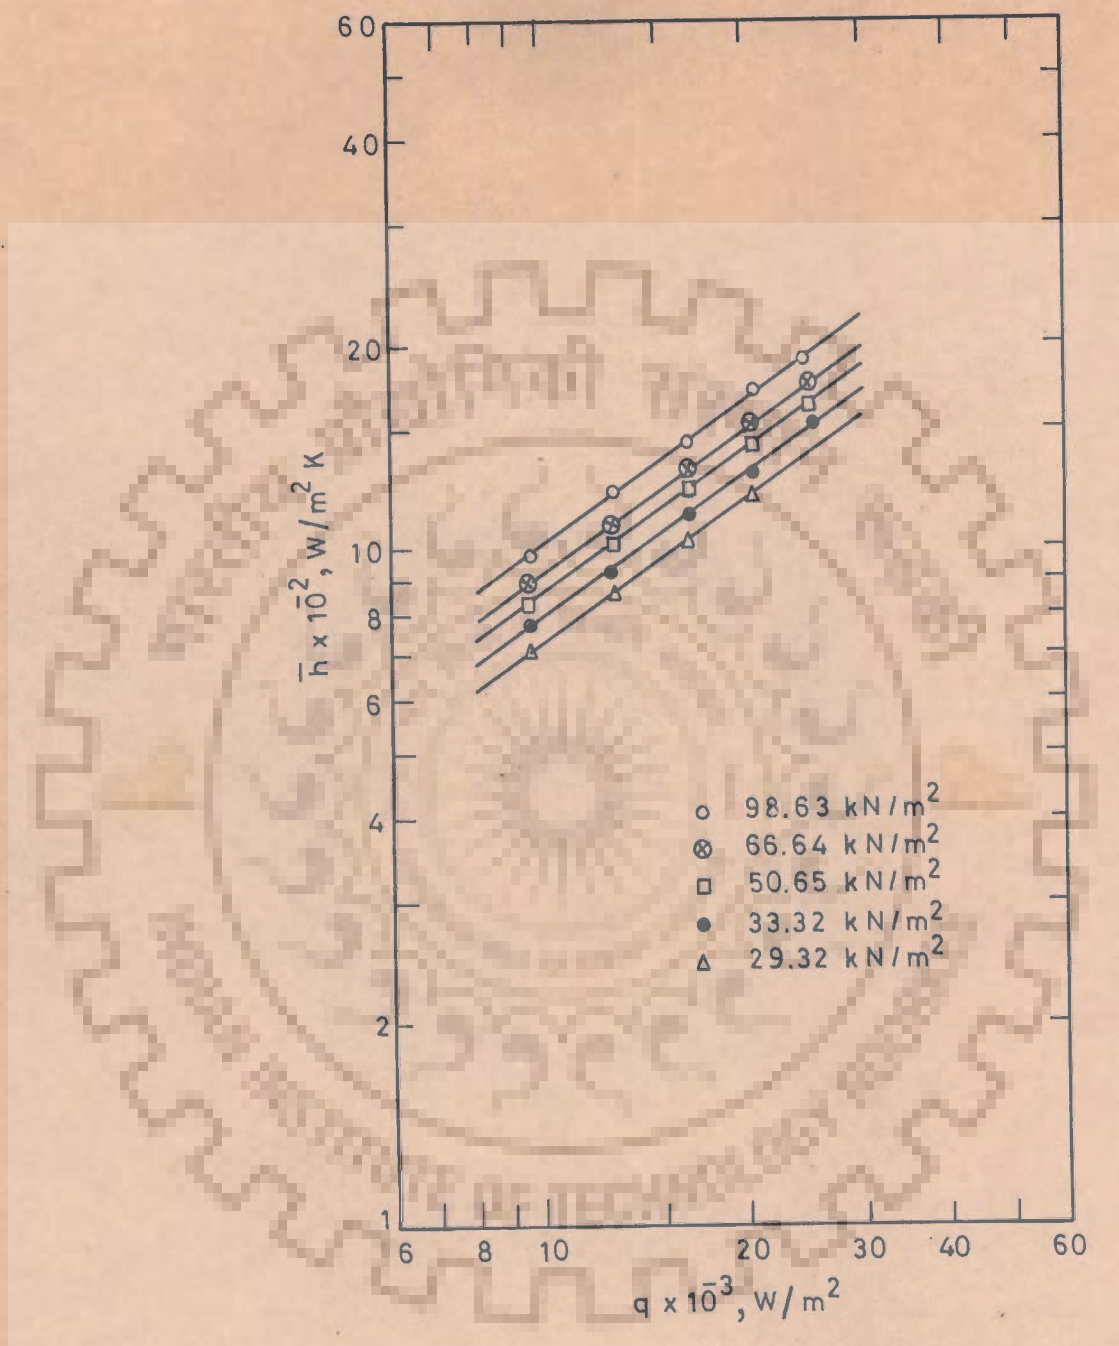 60
40
20
10
8
6
4
2
1
h̄ x 10̄², W/m² K
○ 98.63 kN/m²
⊗ 66.64 kN/m²
□ 50.65 kN/m²
● 33.32 kN/m²
△ 29.32 kN/m²
6 8 10 20 30 40 60
q x 10̄³, W/m²